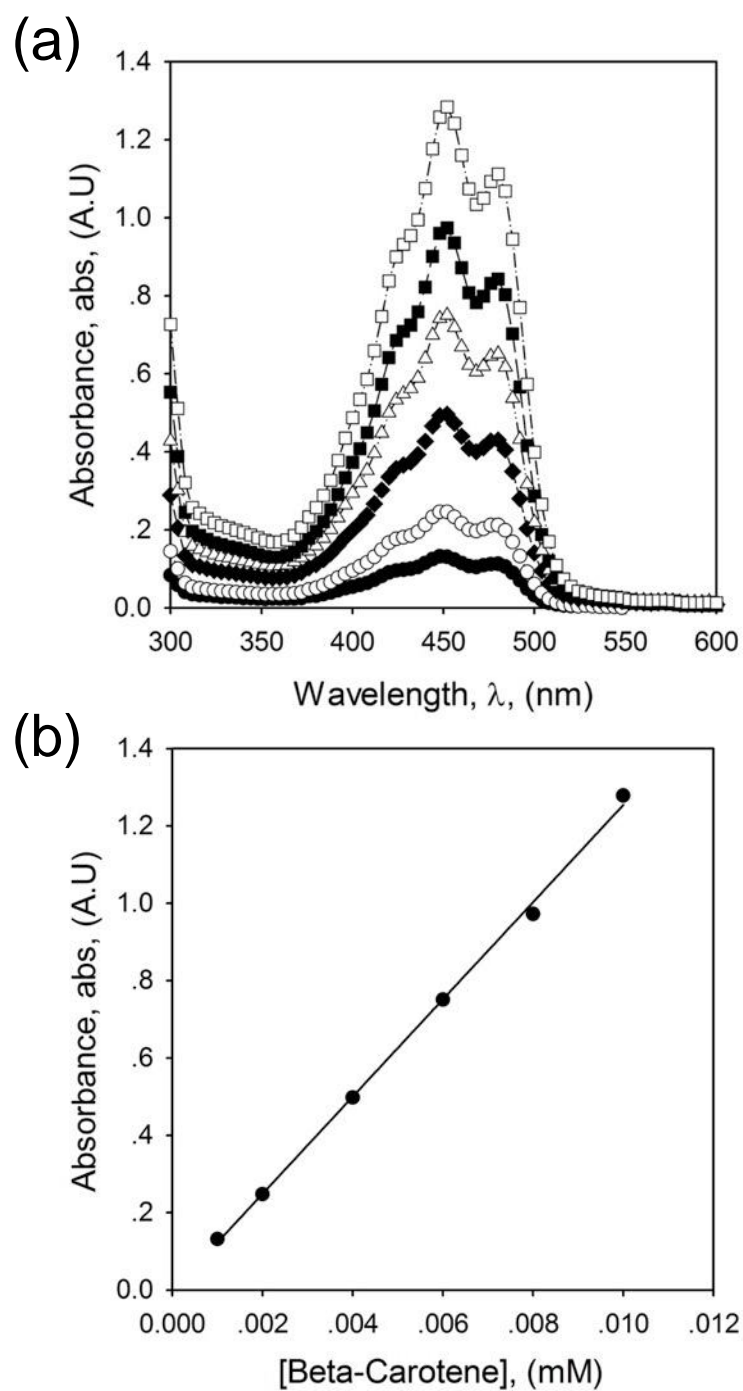 (a)
1.4
1.2
1.0
.8
.6
.4
.2
0.0
Absorbance, abs, (A.U)
300 350 400 450 500 550 600
Wavelength, λ, (nm)
(b)
1.4
1.2
1.0
.8
.6
.4
.2
0.0
Absorbance, abs, (A.U)
0.000 .002 .004 .006 .008 .010 .012
[Beta-Carotene], (mM)